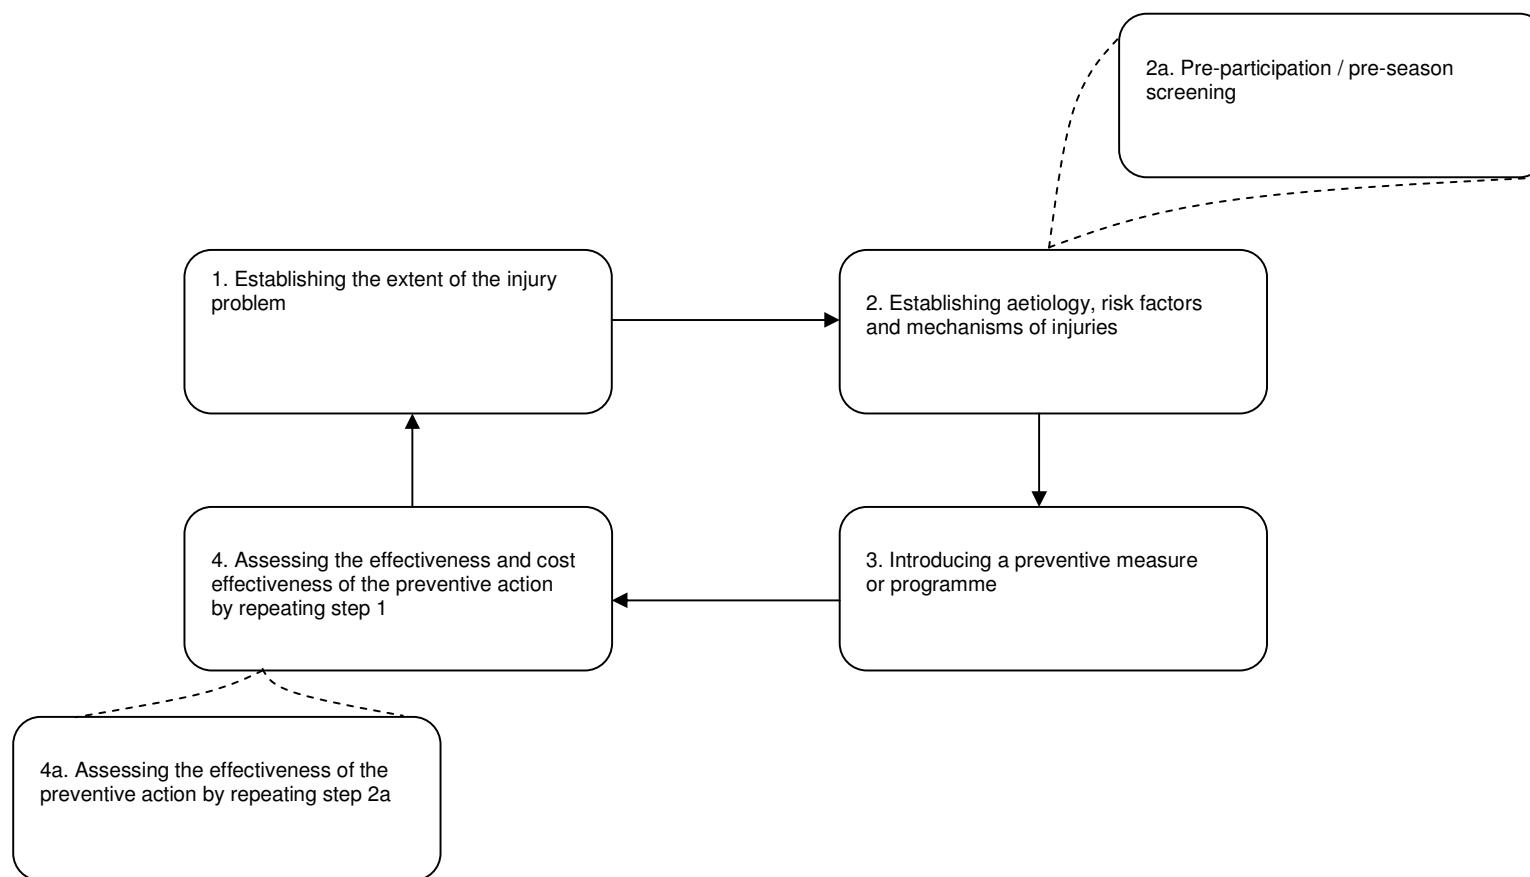 2a. Pre-participation / pre-season
screening
1. Establishing the extent of the injury
problem
2. Establishing aetiology, risk factors
and mechanisms of injuries
4. Assessing the effectiveness and cost
effectiveness of the preventive action
by repeating step 1
3. Introducing a preventive measure
or programme
4a. Assessing the effectiveness of the
preventive action by repeating step 2a